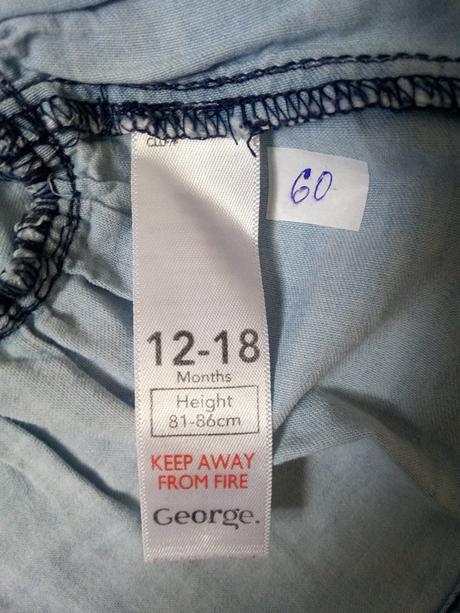 60
12-18
Months
Height
81-86cm
KEEP AWAY
FROM FIRE
George.